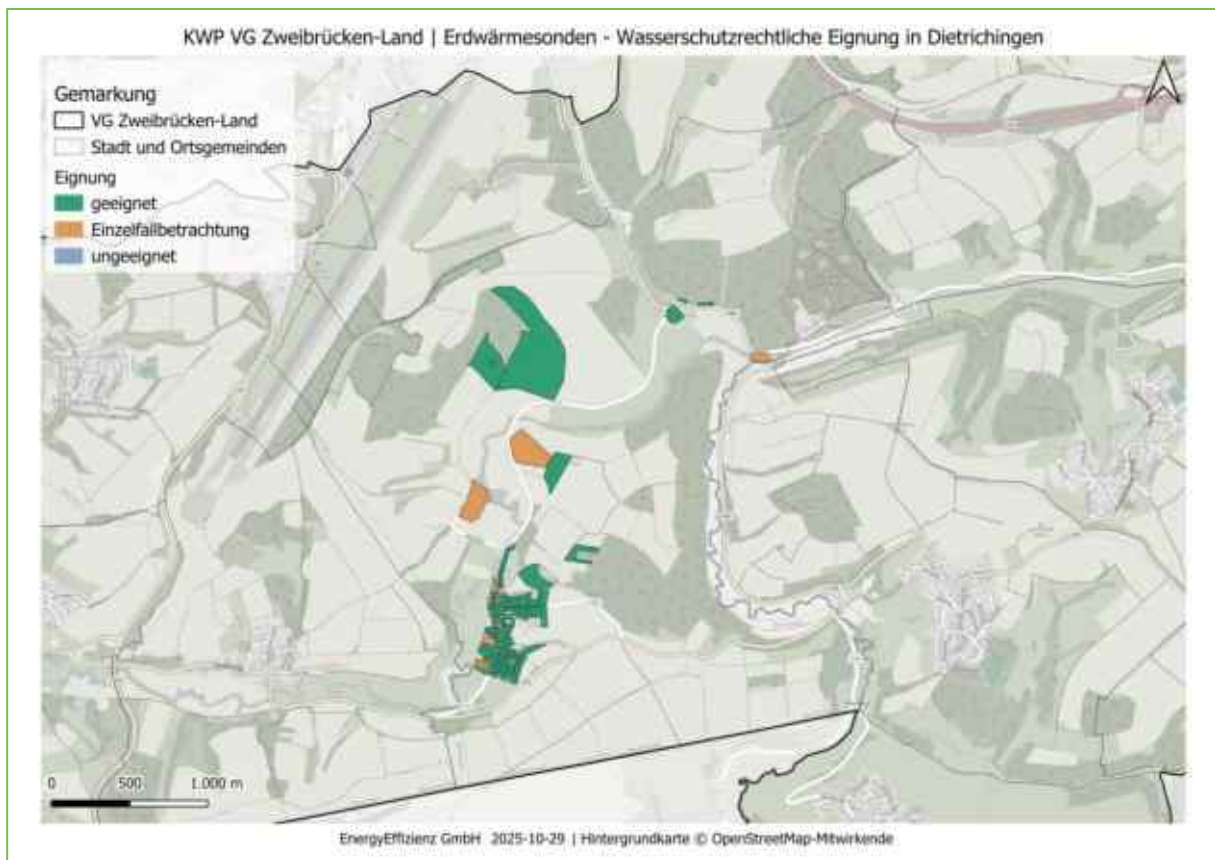 KWP VG Zweibrücken-Land | Erdwärmesonden - Wasserschutzrechtliche Eignung in Dietrichingen
Gemarkung
VG Zweibrücken-Land
Stadt und Ortsgemeinden
Eignung
geeignet
Einzelfallbetrachtung
ungeeignet
0 500 1.000 m
EnergyEffizienz GmbH 2025-10-29 | Hintergrundkarte © OpenStreetMap-Mitwirkende